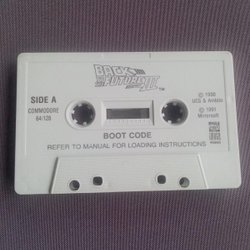 BACK
TO THE
FUTURE III™
SIDE A
COMMODORE
64/128
© 1990
UCS & Amblin
© 1991
Mirrorsoft
BOOT CODE
REFER TO MANUAL FOR LOADING INSTRUCTIONS